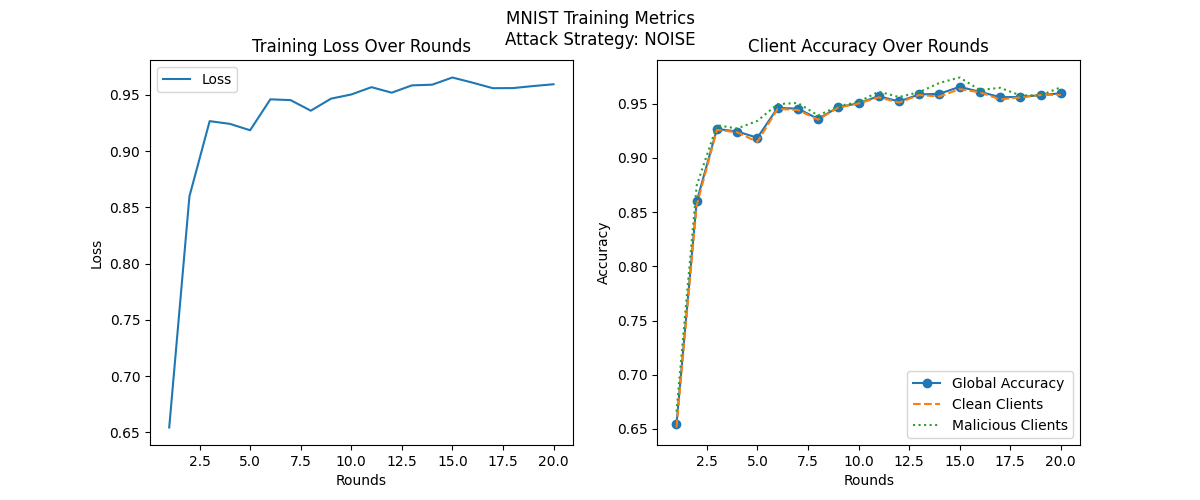 MNIST Training Metrics
Attack Strategy: NOISE
Training Loss Over Rounds
Loss
0.95
0.90
0.85
0.80
0.75
0.70
0.65
Loss
2.5 5.0 7.5 10.0 12.5 15.0 17.5 20.0
Rounds
Client Accuracy Over Rounds
0.95
0.90
0.85
0.80
0.75
0.70
0.65
Accuracy
Global Accuracy
Clean Clients
Malicious Clients
2.5 5.0 7.5 10.0 12.5 15.0 17.5 20.0
Rounds